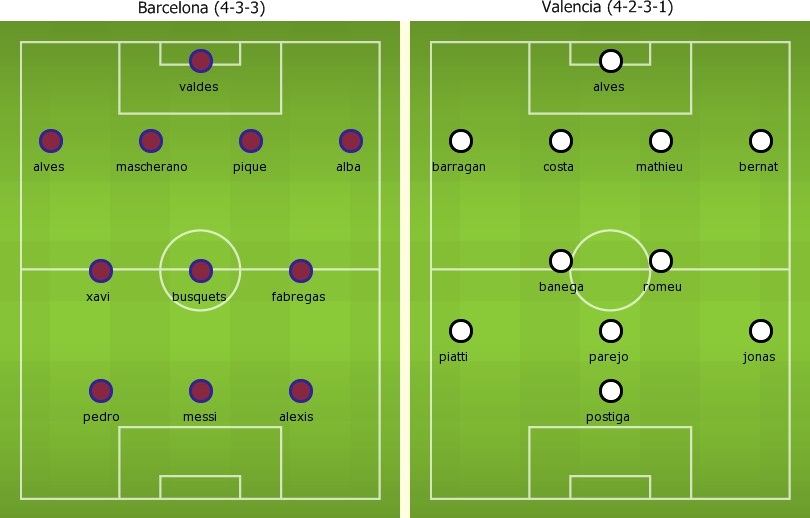 Barcelona (4-3-3)
valdes
alves
mascherano
pique
alba
xavi
busquets
fabregas
pedro
messi
alexis
Valencia (4-2-3-1)
alves
barragan
costa
mathieu
bernat
banega
romeu
piatti
parejo
jonas
postiga